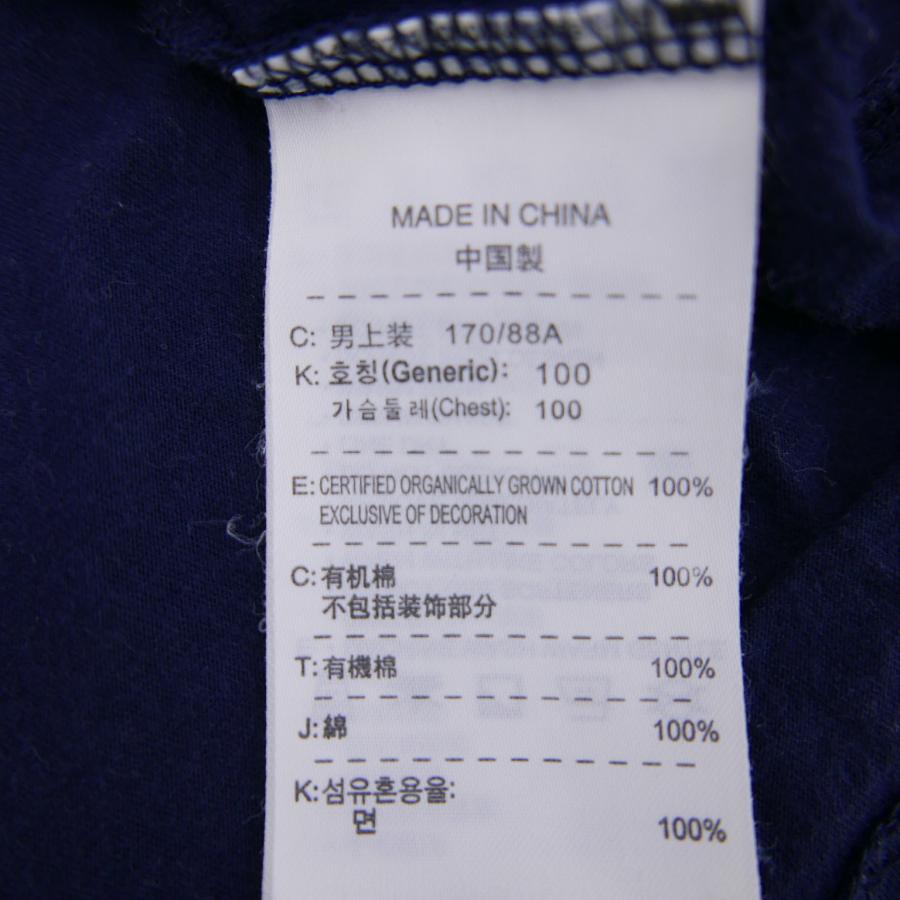 MADE IN CHINA
中国製
C: 男上装 170/88A
K: 호칭(Generic): 100
가슴둘레(Chest): 100
E: CERTIFIED ORGANICALLY GROWN COTTON 100%
EXCLUSIVE OF DECORATION
C: 有机棉 100%
不包括装饰部分
T: 有機棉 100%
J: 綿 100%
K: 섬유혼용율:
면 100%